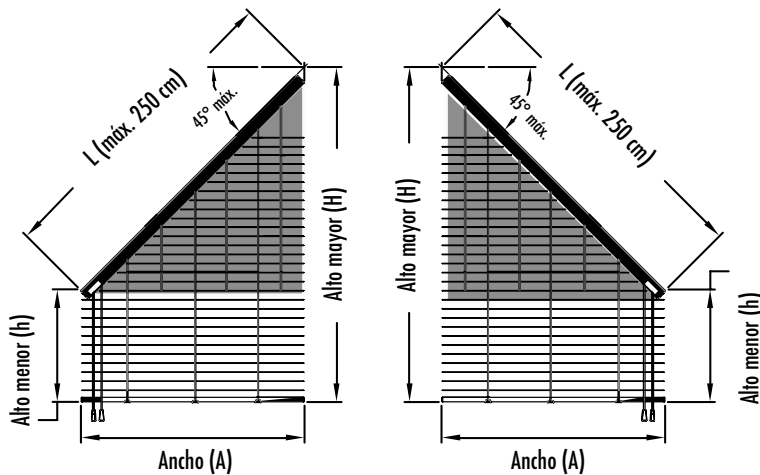 L (máx. 250 cm)
45° máx.
Alto mayor (H)
Alto menor (h)
Ancho (A)
L (máx. 250 cm)
45° máx.
Alto mayor (H)
Alto menor (h)
Ancho (A)